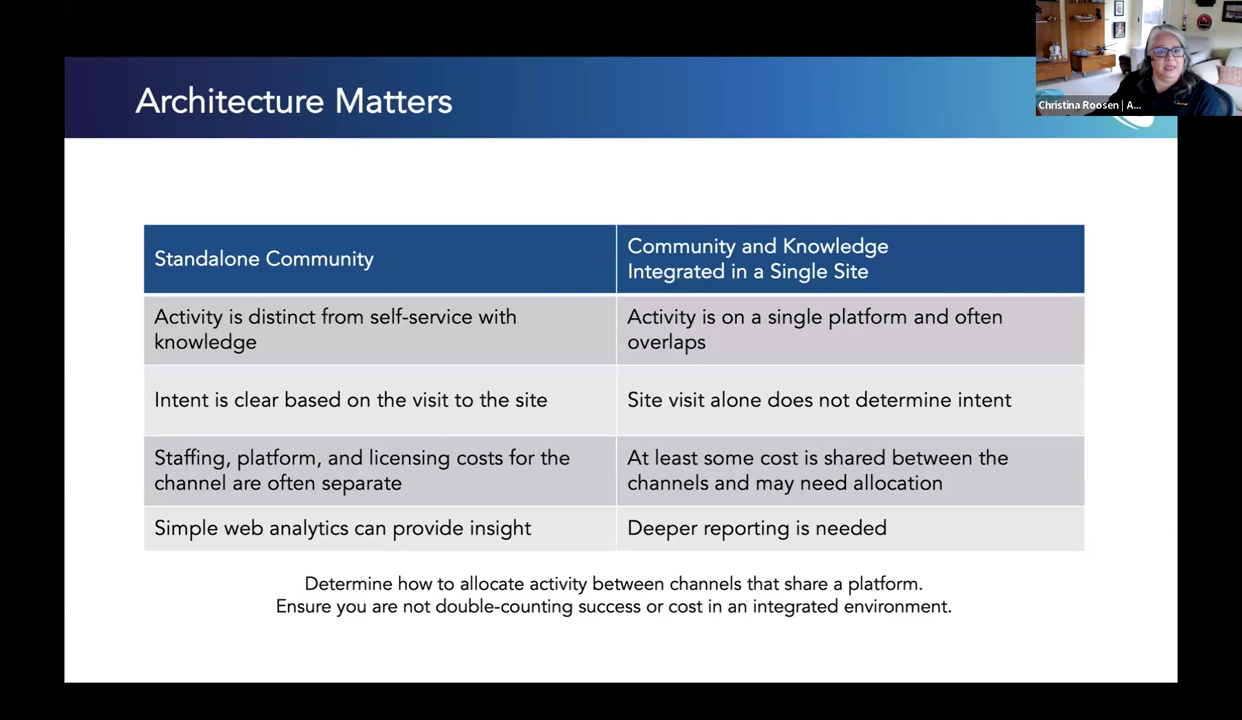 Architecture Matters
Christina Roosen | A...
Standalone Community
Community and Knowledge
Integrated in a Single Site
Activity is distinct from self-service with
knowledge
Activity is on a single platform and often
overlaps
Intent is clear based on the visit to the site
Site visit alone does not determine intent
Staffing, platform, and licensing costs for the
channel are often separate
At least some cost is shared between the
channels and may need allocation
Simple web analytics can provide insight
Deeper reporting is needed
Determine how to allocate activity between channels that share a platform.
Ensure you are not double-counting success or cost in an integrated environment.